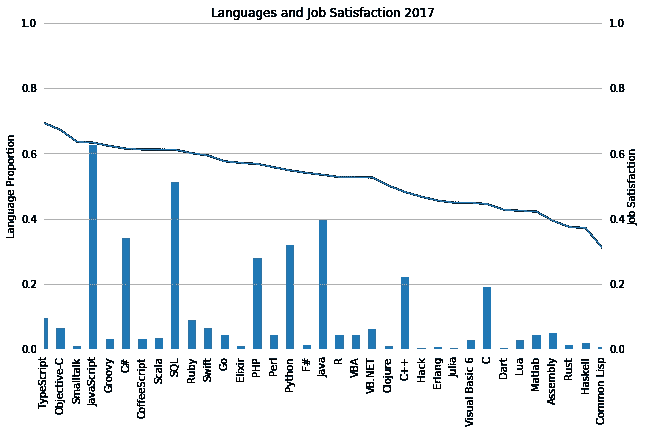 Languages and Job Satisfaction 2017
1.0
0.8
0.6
0.4
0.2
0.0
Language Proportion
1.0
0.8
0.6
0.4
0.2
0.0
Job Satisfaction
TypeScript
Objective-C
Smalltalk
JavaScript
Groovy
C#
CoffeeScript
Scala
SQL
Ruby
Swift
Go
Elixir
PHP
Perl
Python
F#
Java
R
VBA
VB.NET
Clojure
C++
Hack
Erlang
Julia
Visual Basic 6
C
Dart
Lua
Matlab
Assembly
Rust
Haskell
Common Lisp